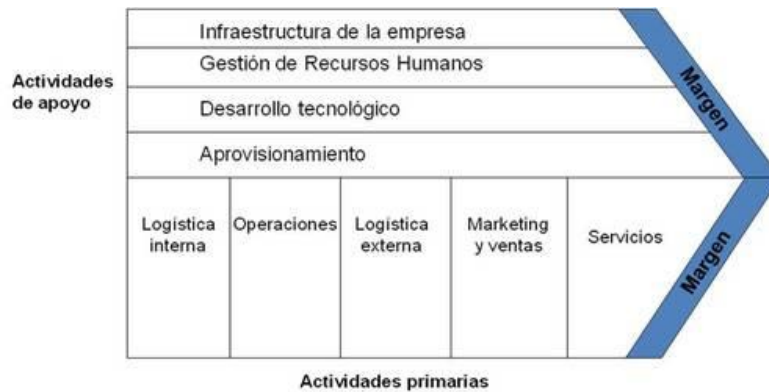 Infraestructura de la empresa
Gestión de Recursos Humanos
Actividades
de apoyo
Desarrollo tecnológico
Aprovisionamiento
Margen
Logística
interna
Operaciones
Logística
externa
Marketing
y ventas
Servicios
Margen
Actividades primarias